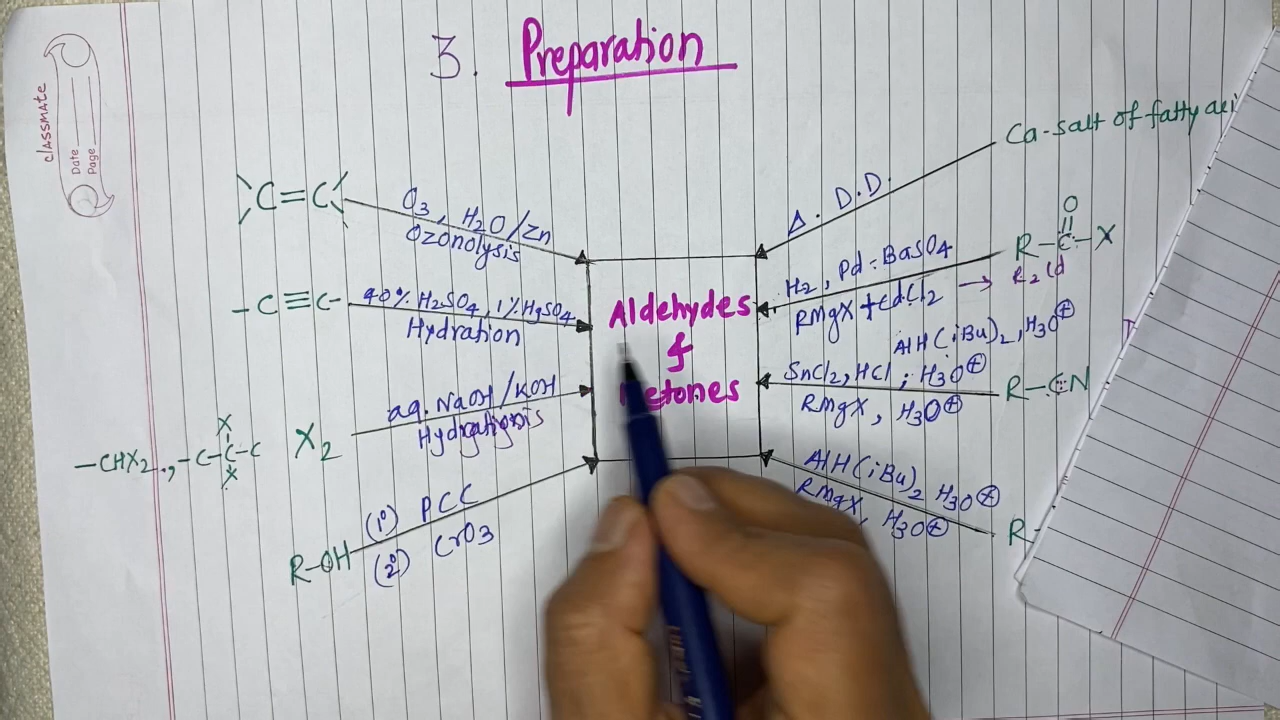 classmate
Date
Page
3. Preparation
Ca-salt of fatty aci
Δ. D.D.
>C=C<
O3, H2O/Zn
Ozonolysis
O
R-C-X
H2, Pd-BaSO4
RMgX + CdCl2 → R2Cd
-C≡C-
40% H2SO4, 1% HgSO4
Hydration
Aldehydes
&
Ketones
AlH(iBu)2, H3O⊕
SnCl2, HCl ; H3O⊕
RMgX, H3O⊕
R-C≡N
X
-CHX2, -C-C-C
X
X2
aq. NaOH/KOH
R-OH
(1°) PCC
(2°) CrO3
AlH(iBu)2 H3O⊕
RMgX, H3O⊕
R-